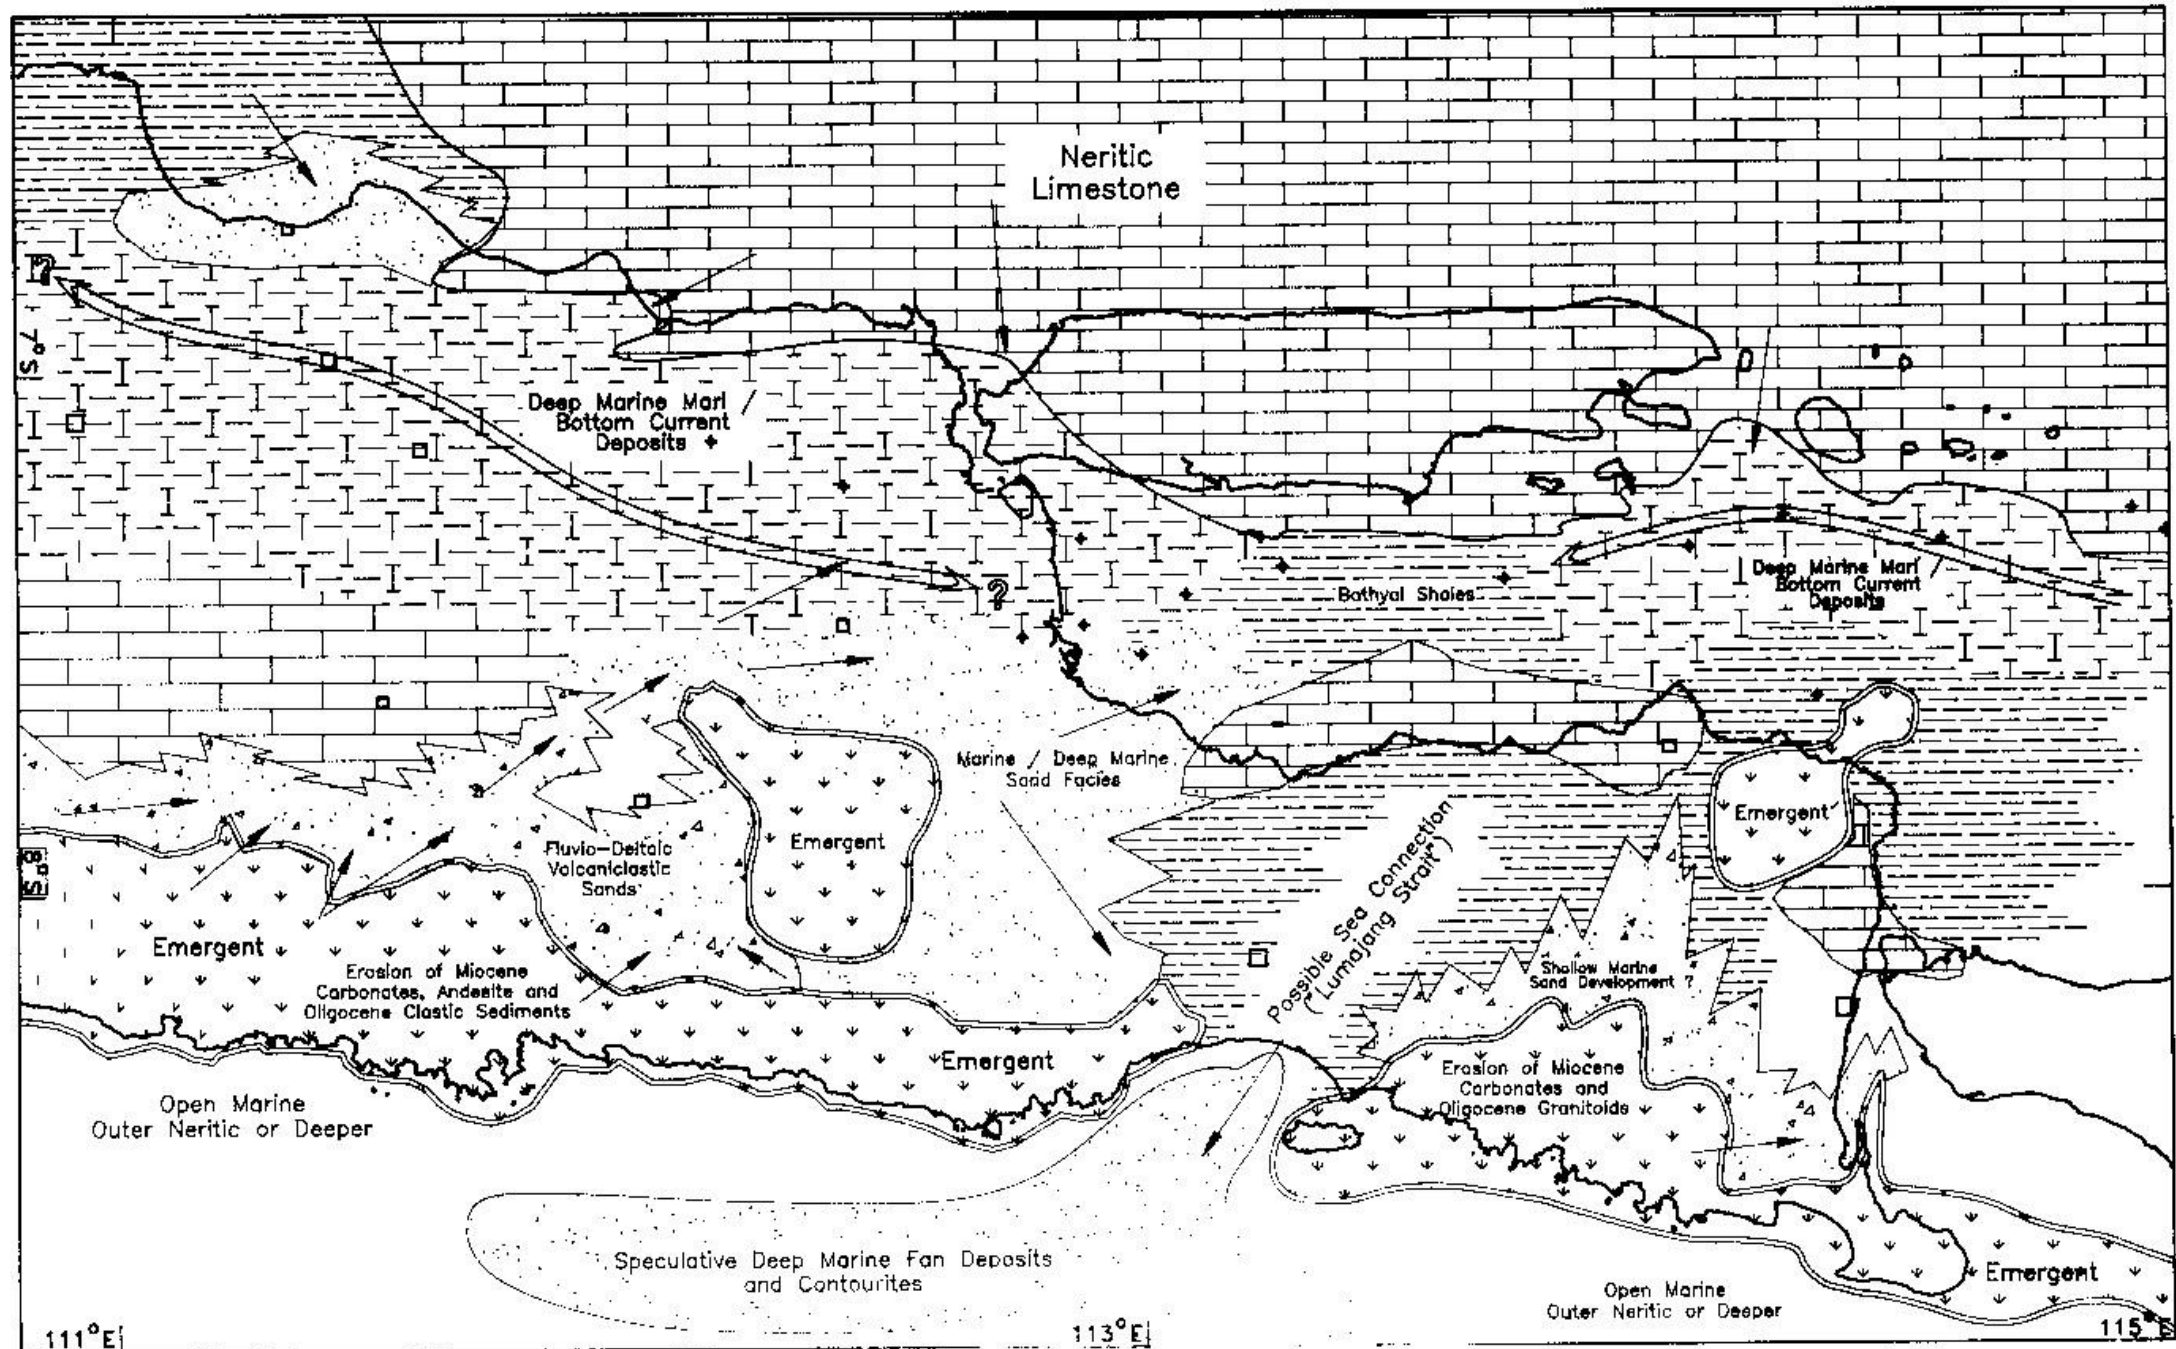 Neritic
Limestone
?
7°S
Deep Marine Marl
Bottom Current
Deposits
?
Bathyal Shales
Deep Marine Marl
Bottom Current
Deposits
Marine / Deep Marine
Sand Facies
Emergent
Emergent
Fluvio-Deltaic
Volcaniclastic
Sands
8°S
Possible Sea Connection
("Lumajang Strait")
Emergent
Erosion of Miocene
Carbonates, Andesite and
Oligocene Clastic Sediments
Shallow Marine
Sand Development ?
Emergent
Erosion of Miocene
Carbonates and
Oligocene Granitoids
Open Marine
Outer Neritic or Deeper
Speculative Deep Marine Fan Deposits
and Contourites
Emergent
Open Marine
Outer Neritic or Deeper
111°E
113°E
115°E